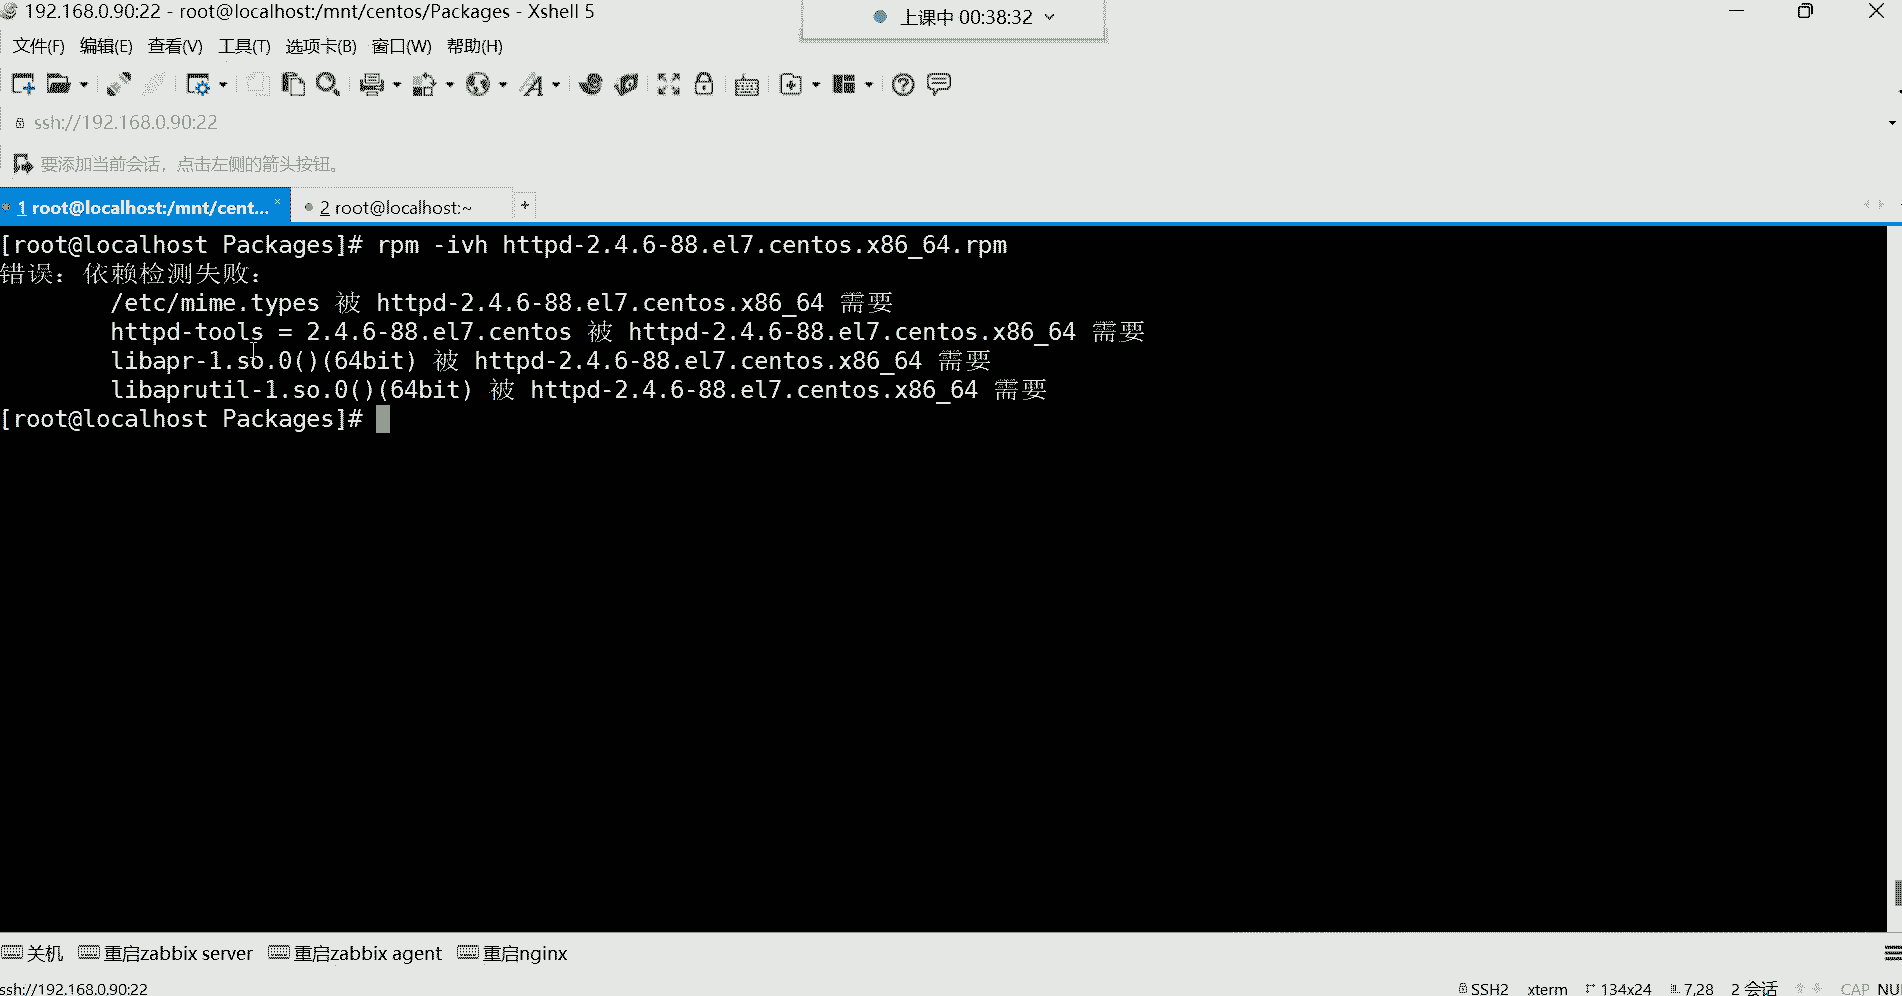 192.168.0.90:22 - root@localhost:/mnt/centos/Packages - Xshell 5
上课中 00:38:32
文件(F) 编辑(E) 查看(V) 工具(T) 选项卡(B) 窗口(W) 帮助(H)
ssh://192.168.0.90:22
要添加当前会话，点击左侧的箭头按钮。
1 root@localhost:/mnt/cent... × 2 root@localhost:~ +
[root@localhost Packages]# rpm -ivh httpd-2.4.6-88.el7.centos.x86_64.rpm
错误：依赖检测失败：
/etc/mime.types 被 httpd-2.4.6-88.el7.centos.x86_64 需要
httpd-tools = 2.4.6-88.el7.centos 被 httpd-2.4.6-88.el7.centos.x86_64 需要
libapr-1.so.0()(64bit) 被 httpd-2.4.6-88.el7.centos.x86_64 需要
libaprutil-1.so.0()(64bit) 被 httpd-2.4.6-88.el7.centos.x86_64 需要
[root@localhost Packages]#
关机 重启zabbix server 重启zabbix agent 重启nginx
ssh://192.168.0.90:22 SSH2 xterm 134x24 7,28 2 会话 CAP NU